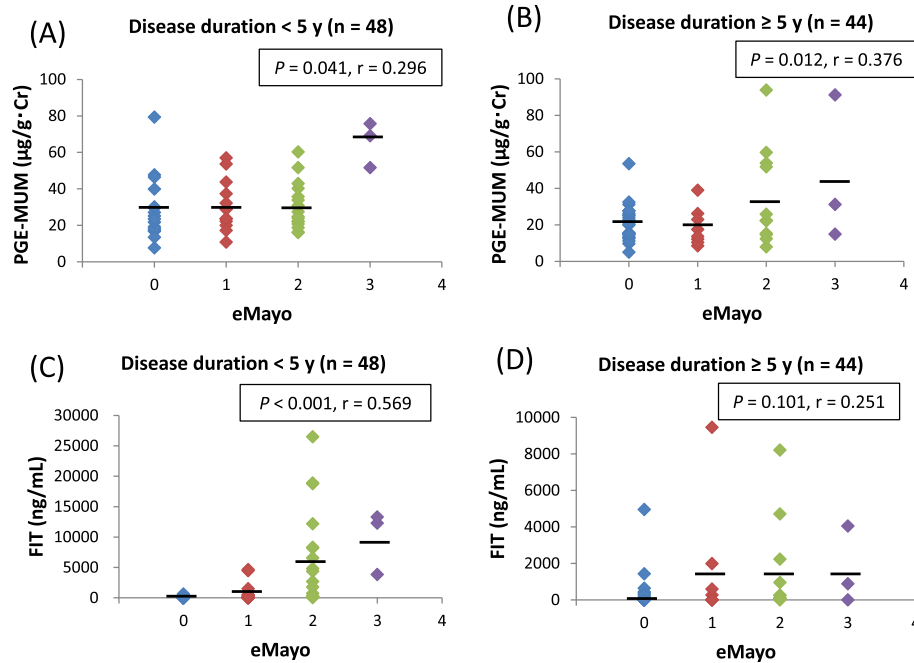 (A)
Disease duration < 5 y (n = 48)
P = 0.041, r = 0.296
PGE-MUM (µg/g·Cr)
100
80
60
40
20
0
0 1 2 3 4
eMayo
(B)
Disease duration ≥ 5 y (n = 44)
P = 0.012, r = 0.376
PGE-MUM (µg/g·Cr)
100
80
60
40
20
0
0 1 2 3 4
eMayo
(C)
Disease duration < 5 y (n = 48)
P < 0.001, r = 0.569
FIT (ng/mL)
30000
25000
20000
15000
10000
5000
0
0 1 2 3 4
eMayo
(D)
Disease duration ≥ 5 y (n = 44)
P = 0.101, r = 0.251
FIT (ng/mL)
10000
8000
6000
4000
2000
0
0 1 2 3 4
eMayo